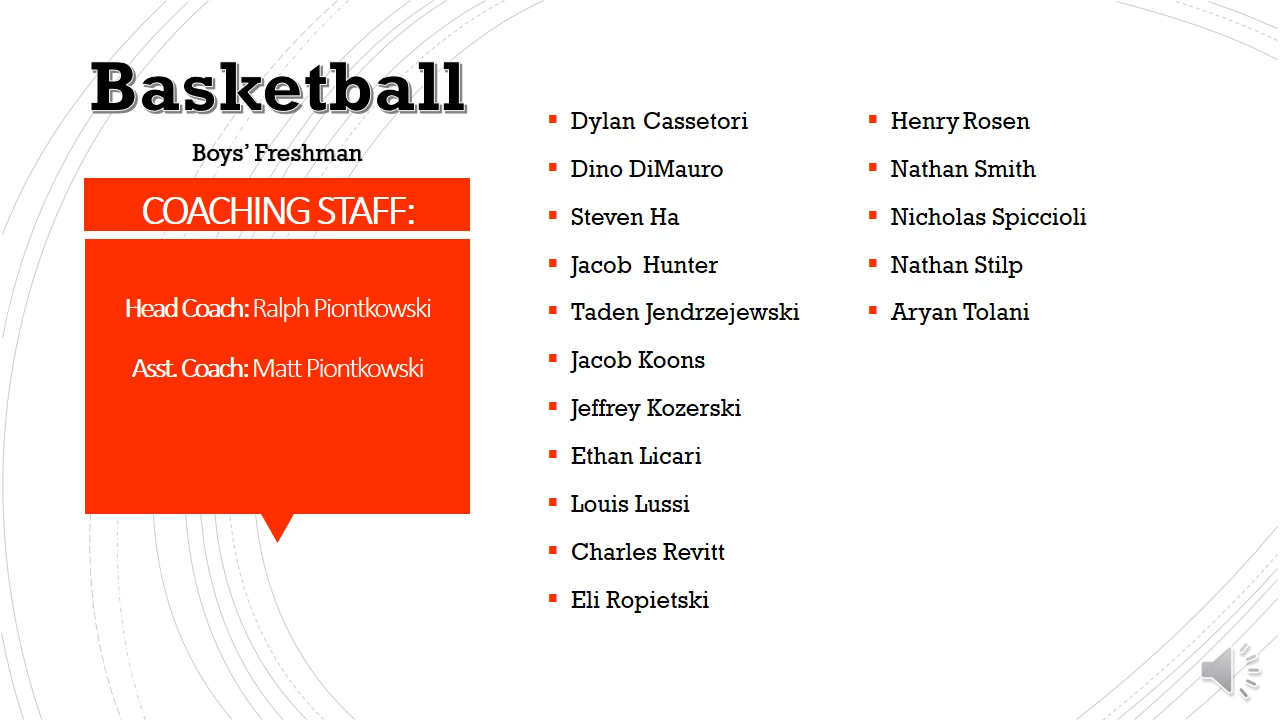 Basketball
Boys’ Freshman
COACHING STAFF:
Head Coach: Ralph Piontkowski
Asst. Coach: Matt Piontkowski
Dylan Cassetori
Dino DiMauro
Steven Ha
Jacob Hunter
Taden Jendrzejewski
Jacob Koons
Jeffrey Kozerski
Ethan Licari
Louis Lussi
Charles Revitt
Eli Ropietski
Henry Rosen
Nathan Smith
Nicholas Spiccioli
Nathan Stilp
Aryan Tolani